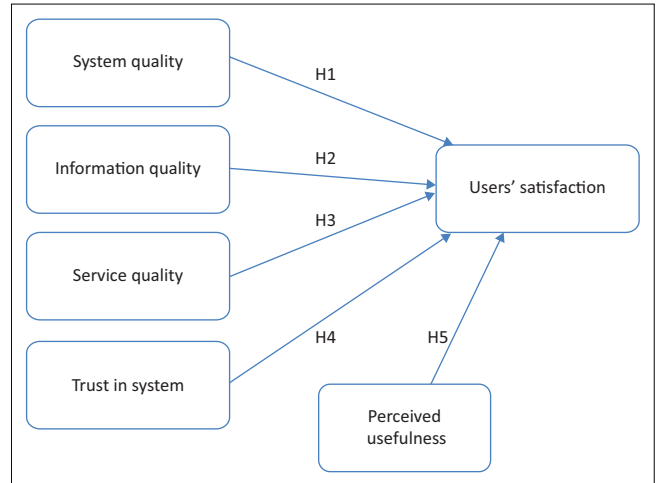 System quality
H1
Information quality
H2
Users’ satisfaction
H3
Service quality
H4
H5
Trust in system
Perceived
usefulness